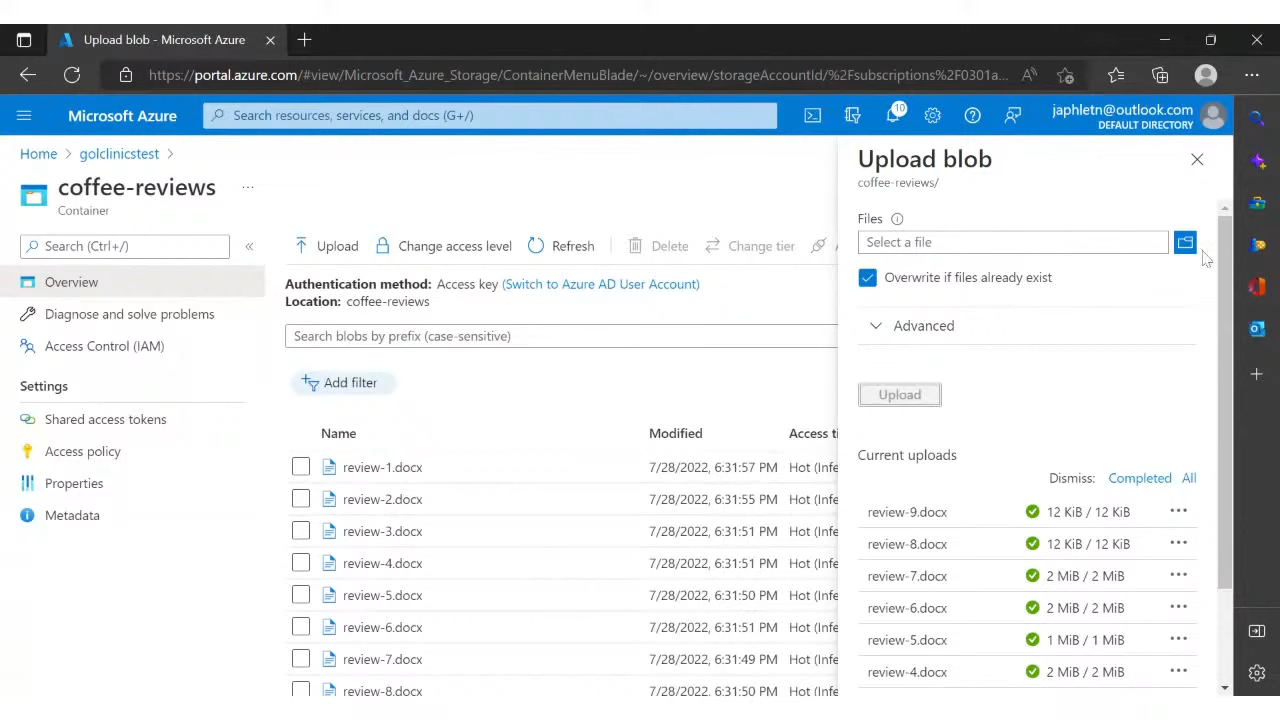 Upload blob - Microsoft Azure
https://portal.azure.com/#view/Microsoft_Azure_Storage/ContainerMenuBlade/~/overview/storageAccountId/%2Fsubscriptions%2F0301a...
Microsoft Azure
Search resources, services, and docs (G+/)
10
japhletn@outlook.com
DEFAULT DIRECTORY
Home > golclinicstest >
coffee-reviews ...
Container
Search (Ctrl+/)
«
Overview
Diagnose and solve problems
Access Control (IAM)
Settings
Shared access tokens
Access policy
Properties
Metadata
Upload Change access level Refresh Delete Change tier
Authentication method: Access key (Switch to Azure AD User Account)
Location: coffee-reviews
Search blobs by prefix (case-sensitive)
Add filter
Name Modified Access ti
review-1.docx 7/28/2022, 6:31:57 PM Hot (Infe
review-2.docx 7/28/2022, 6:31:55 PM Hot (Infe
review-3.docx 7/28/2022, 6:31:51 PM Hot (Infe
review-4.docx 7/28/2022, 6:31:51 PM Hot (Infe
review-5.docx 7/28/2022, 6:31:50 PM Hot (Infe
review-6.docx 7/28/2022, 6:31:51 PM Hot (Infe
review-7.docx 7/28/2022, 6:31:49 PM Hot (Infe
review-8.docx 7/28/2022, 6:31:50 PM Hot (Infe
Upload blob
coffee-reviews/
Files
Select a file
Overwrite if files already exist
Advanced
Upload
Current uploads
Dismiss: Completed All
review-9.docx 12 KiB / 12 KiB ...
review-8.docx 12 KiB / 12 KiB ...
review-7.docx 2 MiB / 2 MiB ...
review-6.docx 2 MiB / 2 MiB ...
review-5.docx 1 MiB / 1 MiB ...
review-4.docx 2 MiB / 2 MiB ...